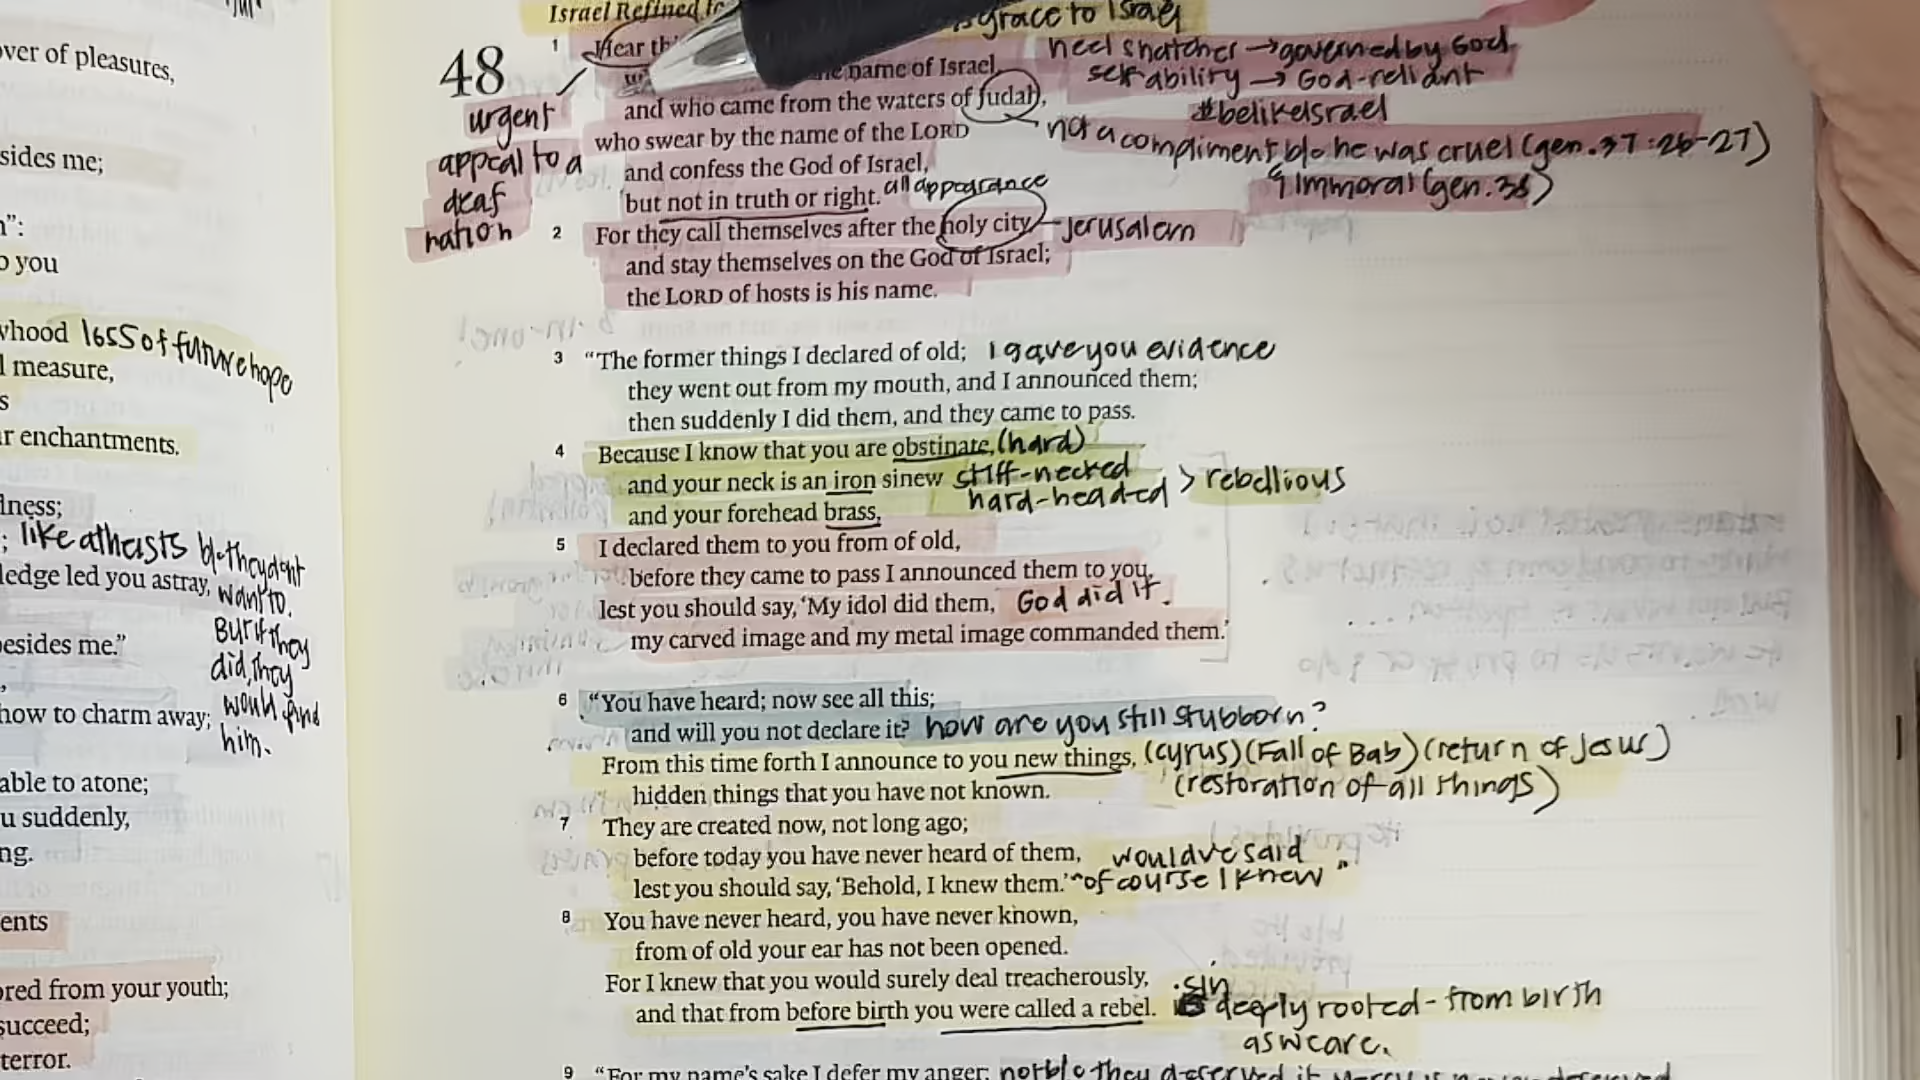 over of pleasures,
sides me;
":
o you
whood loss of future hope
l measure,
s
r enchantments.
lness;
; like atheists b/c they don't
ledge led you astray, want to.
But if they
esides me." did, they
how to charm away; would find
him.
able to atone;
u suddenly,
ng.
ents
ored from your youth;
succeed;
terror.
Israel Refined
grace to Israel
48
urgent
appeal to a
deaf
nation
1 Hear
heel snatcher → governed by God
name of Israel,
self ability → God-reliant
and who came from the waters of Judah,
#belikeIsrael
who swear by the name of the LORD
not a compliment b/c he was cruel (gen. 37:26-27)
and confess the God of Israel,
& immoral (gen. 38)
but not in truth or right. all appearance
2 For they call themselves after the holy city, Jerusalem
and stay themselves on the God of Israel;
the LORD of hosts is his name.
3 "The former things I declared of old; I gave you evidence
they went out from my mouth, and I announced them;
then suddenly I did them, and they came to pass.
4 Because I know that you are obstinate, (hard)
and your neck is an iron sinew stiff-necked
hard-headed > rebellious
and your forehead brass,
5 I declared them to you from of old,
before they came to pass I announced them to you,
lest you should say, 'My idol did them, God did it.
my carved image and my metal image commanded them.'
6 "You have heard; now see all this;
and will you not declare it? how are you still stubborn?
From this time forth I announce to you new things, (cyrus) (Fall of Bab) (return of Jesus)
hidden things that you have not known. (restoration of all things)
7 They are created now, not long ago;
before today you have never heard of them, wouldve said
lest you should say, 'Behold, I knew them.' "of course I knew"
8 You have never heard, you have never known,
from of old your ear has not been opened.
For I knew that you would surely deal treacherously,
and that from before birth you were called a rebel. • sin
deeply rooted - from birth
as we are.
9 "For my name's sake I defer my anger; not b/c they deserved it